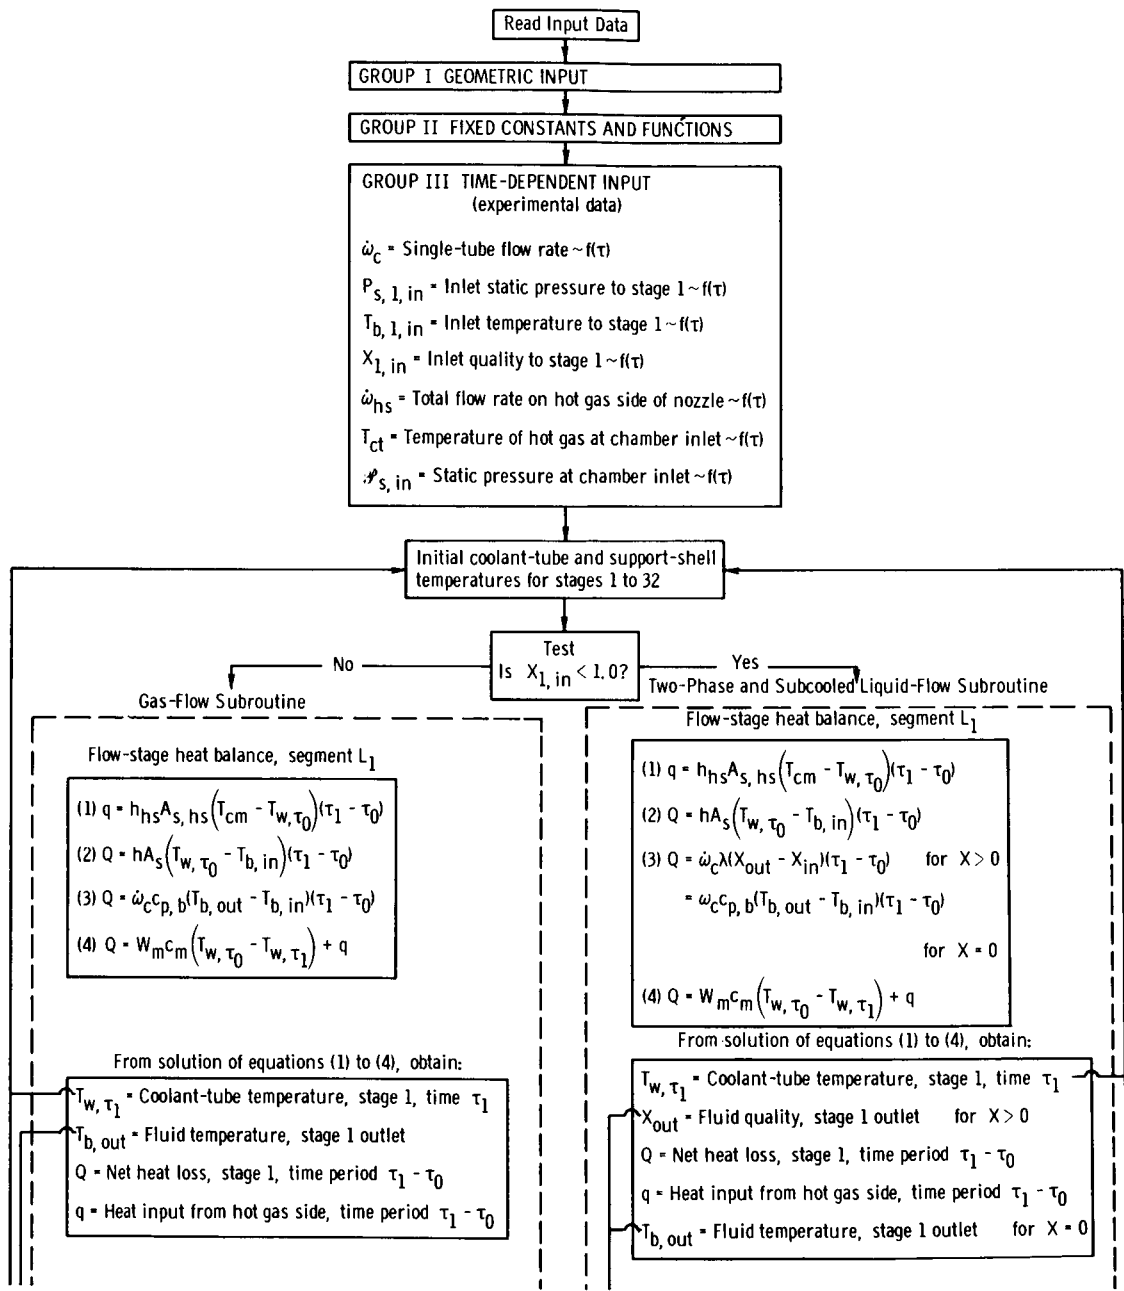 Read Input Data
GROUP I GEOMETRIC INPUT
GROUP II FIXED CONSTANTS AND FUNCTIONS
GROUP III TIME-DEPENDENT INPUT
(experimental data)
ω̇c = Single-tube flow rate ~ f(τ)
Ps, 1, in = Inlet static pressure to stage 1 ~ f(τ)
Tb, 1, in = Inlet temperature to stage 1 ~ f(τ)
X1, in = Inlet quality to stage 1 ~ f(τ)
ω̇hs = Total flow rate on hot gas side of nozzle ~ f(τ)
Tct = Temperature of hot gas at chamber inlet ~ f(τ)
𝒫s, in = Static pressure at chamber inlet ~ f(τ)
Initial coolant-tube and support-shell
temperatures for stages 1 to 32
Test
Is X1, in < 1.0?
No
Yes
Gas-Flow Subroutine
Flow-stage heat balance, segment L1
(1) q = hhsAs, hs(Tcm - Tw, τ0)(τ1 - τ0)
(2) Q = hAs(Tw, τ0 - Tb, in)(τ1 - τ0)
(3) Q = ω̇ccp, b(Tb, out - Tb, in)(τ1 - τ0)
(4) Q = Wmcm(Tw, τ0 - Tw, τ1) + q
From solution of equations (1) to (4), obtain:
Tw, τ1 = Coolant-tube temperature, stage 1, time τ1
Tb, out = Fluid temperature, stage 1 outlet
Q = Net heat loss, stage 1, time period τ1 - τ0
q = Heat input from hot gas side, time period τ1 - τ0
Two-Phase and Subcooled Liquid-Flow Subroutine
Flow-stage heat balance, segment L1
(1) q = hhsAs, hs(Tcm - Tw, τ0)(τ1 - τ0)
(2) Q = hAs(Tw, τ0 - Tb, in)(τ1 - τ0)
(3) Q = ω̇cλ(Xout - Xin)(τ1 - τ0) for X > 0
= ωccp, b(Tb, out - Tb, in)(τ1 - τ0)
for X = 0
(4) Q = Wmcm(Tw, τ0 - Tw, τ1) + q
From solution of equations (1) to (4), obtain:
Tw, τ1 = Coolant-tube temperature, stage 1, time τ1
Xout = Fluid quality, stage 1 outlet for X > 0
Q = Net heat loss, stage 1, time period τ1 - τ0
q = Heat input from hot gas side, time period τ1 - τ0
Tb, out = Fluid temperature, stage 1 outlet for X = 0